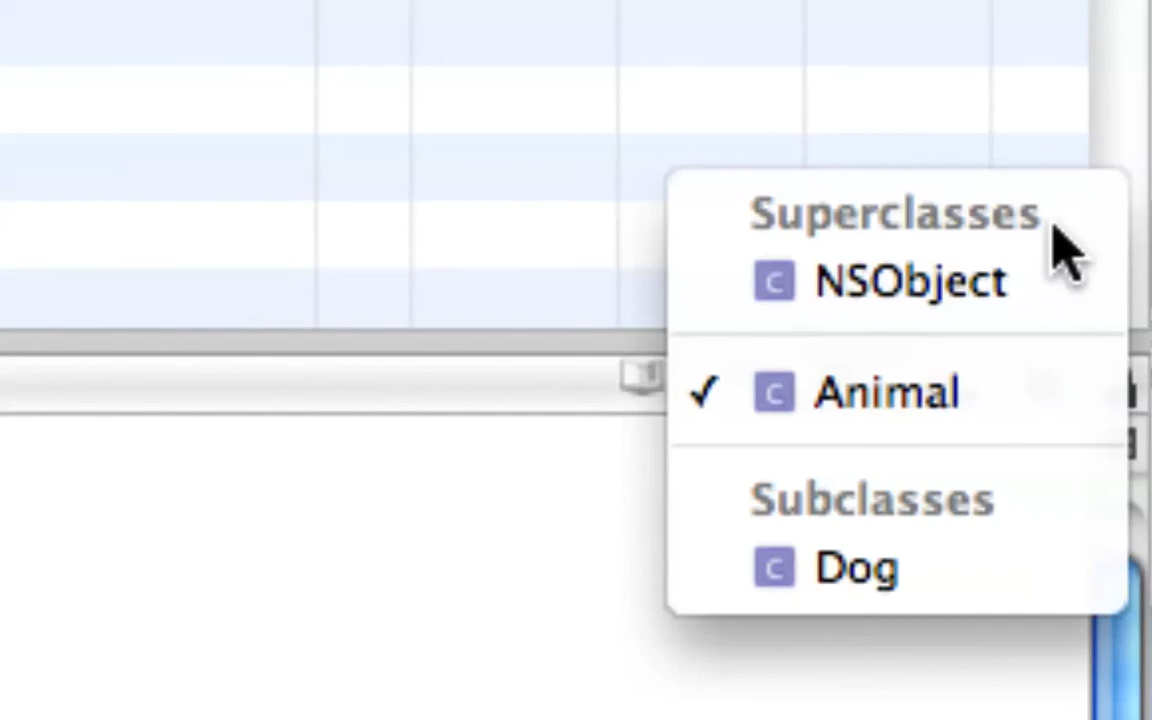 Superclasses
C NSObject
✓ C Animal
Subclasses
C Dog